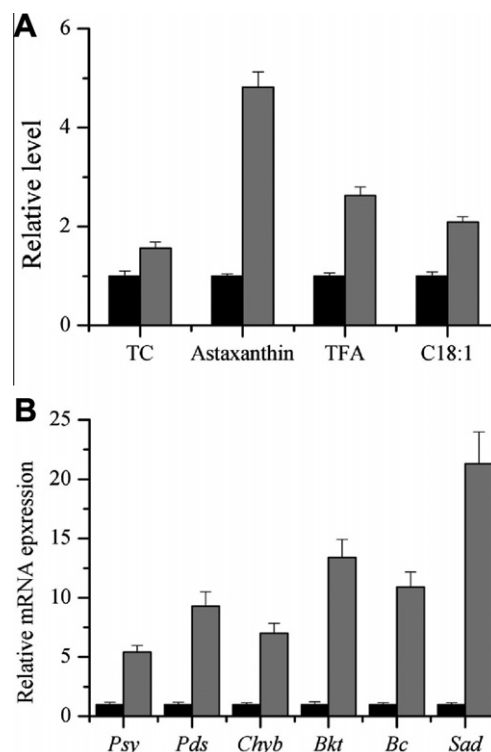 A
Relative level
6
4
2
0
TC Astaxanthin TFA C18:1
B
Relative mRNA epxression
25
20
15
10
5
0
Psy Pds Chyb Bkt Bc Sad